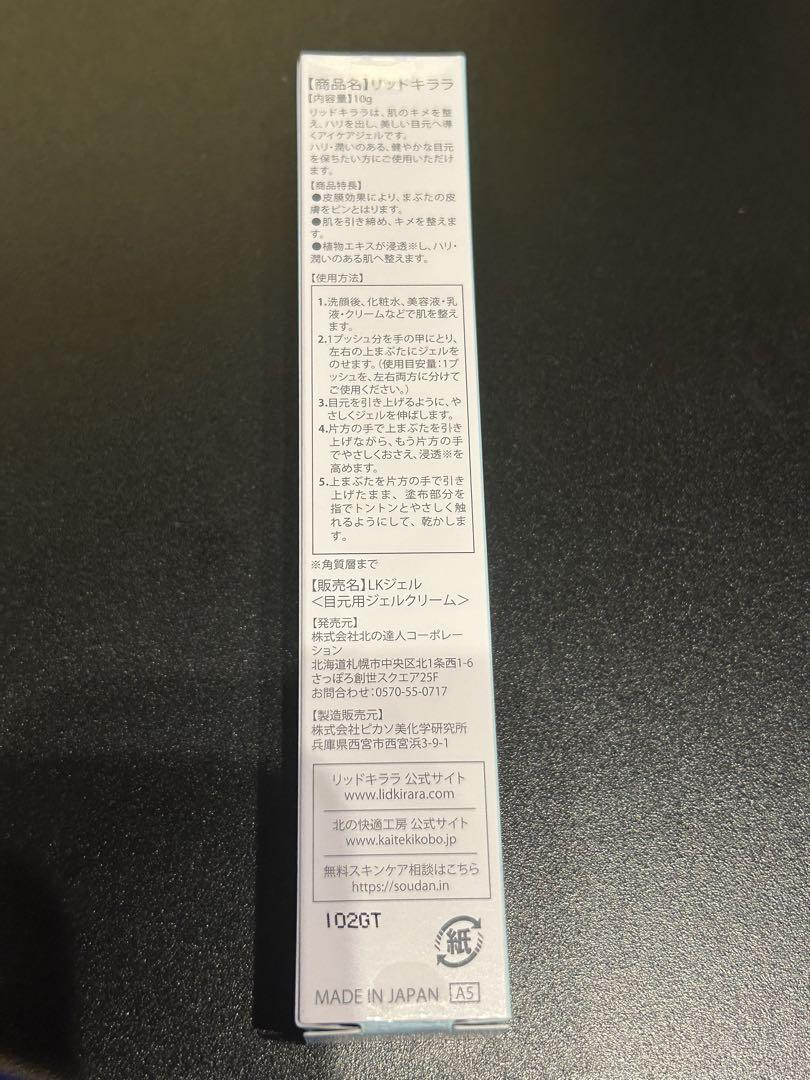 【商品名】リッドキララ
【内容量】10g
リッドキララは、肌のキメを整
え、ハリを出し、美しい目元へ導
くアイケアジェルです。
ハリ・潤いのある、健やかな目元
を保ちたい方にご使用いただけ
ます。
【商品特長】
●皮膜効果により、まぶたの皮
膚をピンとはります。
●肌を引き締め、キメを整えま
す。
●植物エキスが浸透※し、ハリ・
潤いのある肌へ整えます。
【使用方法】
1.洗顔後、化粧水、美容液・乳
液・クリームなどで肌を整え
ます。
2.1プッシュ分を手の甲にとり、
左右の上まぶたにジェルを
のせます。(使用目安量:1プ
ッシュを、左右両方に分けて
ご使用ください。)
3.目元を引き上げるように、や
さしくジェルを伸ばします。
4.片方の手で上まぶたを引き
上げながら、もう片方の手
でやさしくおさえ、浸透※を
高めます。
5.上まぶたを片方の手で引き
上げたまま、塗布部分を
指でトントンとやさしく触
れるようにして、乾かしま
す。
※角質層まで
【販売名】LKジェル
<目元用ジェルクリーム>
【発売元】
株式会社北の達人コーポレー
ション
北海道札幌市中央区北1条西1-6
さっぽろ創世スクエア25F
お問合わせ:0570-55-0717
【製造販売元】
株式会社ピカソ美化学研究所
兵庫県西宮市西宮浜3-9-1
リッドキララ 公式サイト
www.lidkirara.com
北の快適工房 公式サイト
www.kaitekikobo.jp
無料スキンケア相談はこちら
https://soudan.in
102GT
紙
MADE IN JAPAN A5